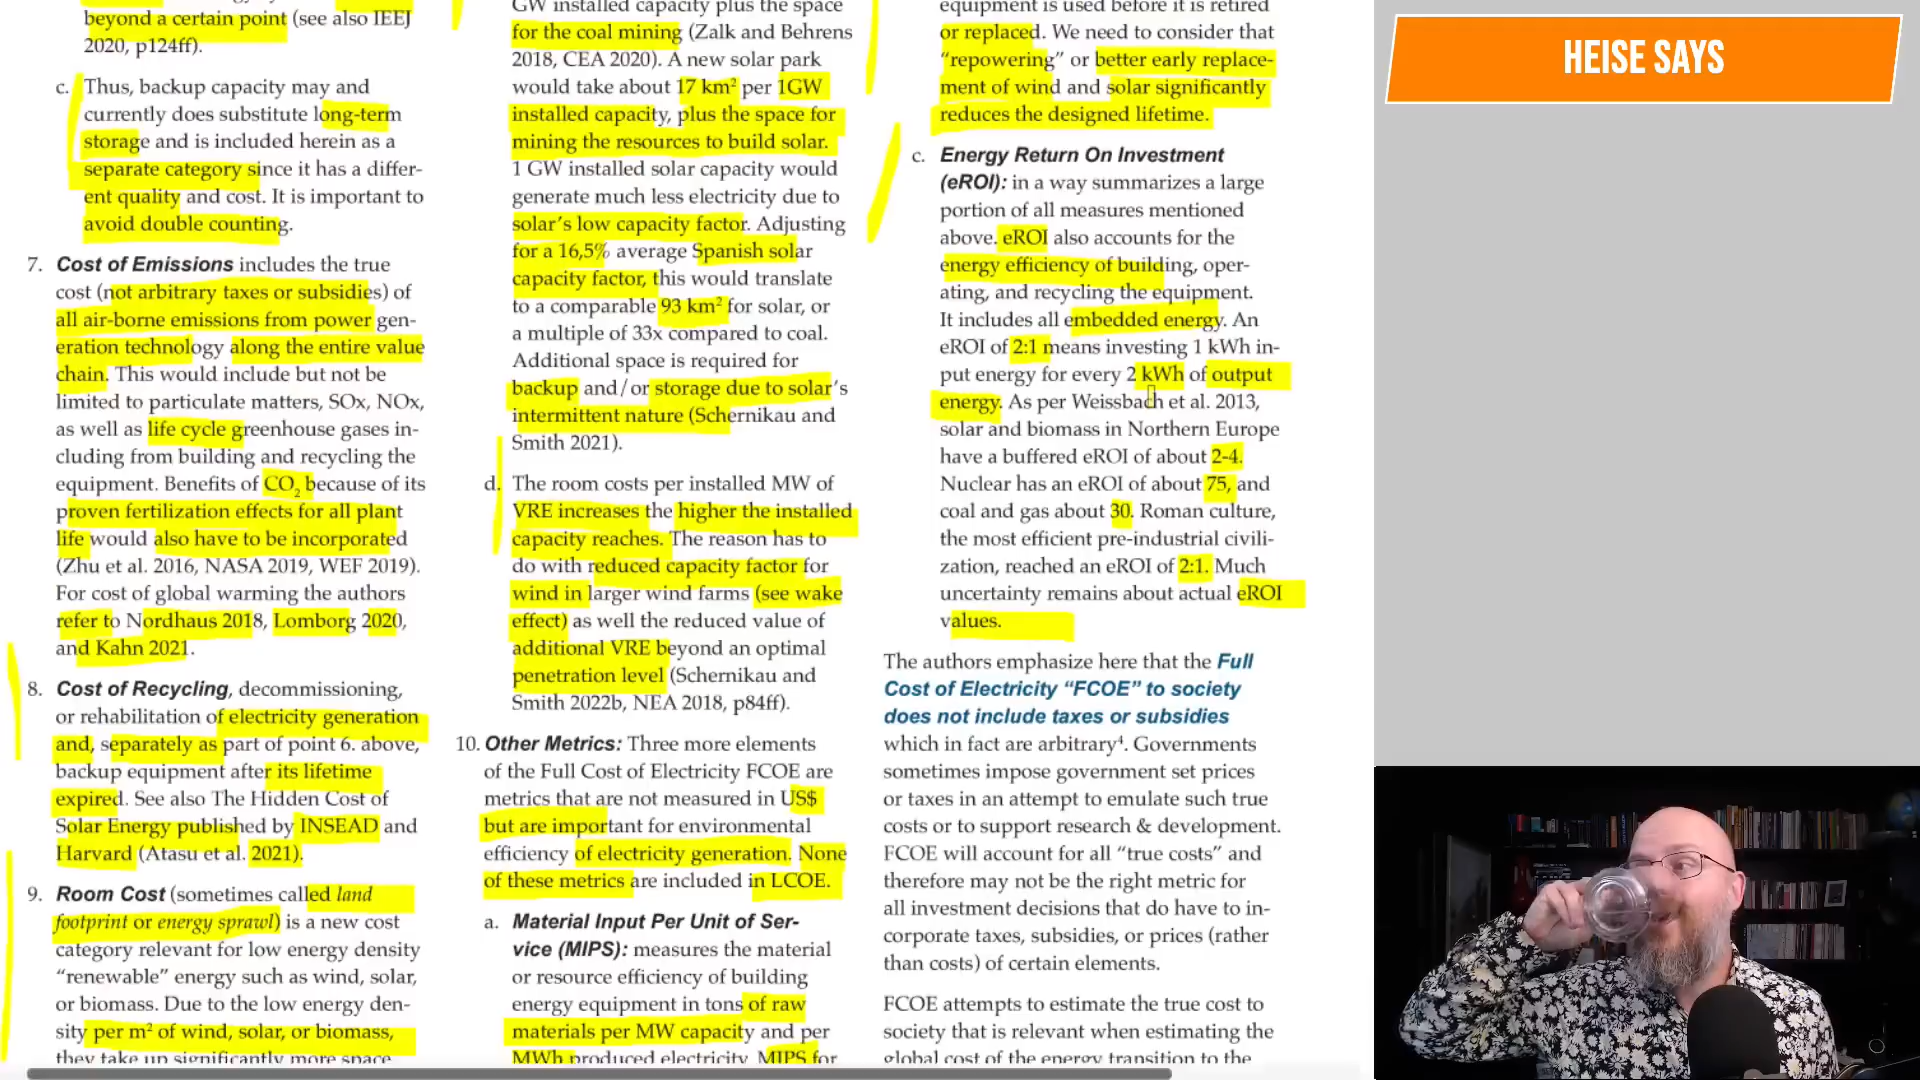 beyond a certain point (see also IEEJ
2020, p124ff).
c. Thus, backup capacity may and
currently does substitute long-term
storage and is included herein as a
separate category since it has a differ-
ent quality and cost. It is important to
avoid double counting.
7. Cost of Emissions includes the true
cost (not arbitrary taxes or subsidies) of
all air-borne emissions from power gen-
eration technology along the entire value
chain. This would include but not be
limited to particulate matters, SOx, NOx,
as well as life cycle greenhouse gases in-
cluding from building and recycling the
equipment. Benefits of CO₂ because of its
proven fertilization effects for all plant
life would also have to be incorporated
(Zhu et al. 2016, NASA 2019, WEF 2019).
For cost of global warming the authors
refer to Nordhaus 2018, Lomborg 2020,
and Kahn 2021.
8. Cost of Recycling, decommissioning,
or rehabilitation of electricity generation
and, separately as part of point 6. above,
backup equipment after its lifetime
expired. See also The Hidden Cost of
Solar Energy published by INSEAD and
Harvard (Atasu et al. 2021).
9. Room Cost (sometimes called land
footprint or energy sprawl) is a new cost
category relevant for low energy density
“renewable” energy such as wind, solar,
or biomass. Due to the low energy den-
sity per m² of wind, solar, or biomass,
they take up significantly more space
GW installed capacity plus the space
for the coal mining (Zalk and Behrens
2018, CEA 2020). A new solar park
would take about 17 km² per 1GW
installed capacity, plus the space for
mining the resources to build solar.
1 GW installed solar capacity would
generate much less electricity due to
solar’s low capacity factor. Adjusting
for a 16,5% average Spanish solar
capacity factor, this would translate
to a comparable 93 km² for solar, or
a multiple of 33x compared to coal.
Additional space is required for
backup and/or storage due to solar’s
intermittent nature (Schernikau and
Smith 2021).
d. The room costs per installed MW of
VRE increases the higher the installed
capacity reaches. The reason has to
do with reduced capacity factor for
wind in larger wind farms (see wake
effect) as well the reduced value of
additional VRE beyond an optimal
penetration level (Schernikau and
Smith 2022b, NEA 2018, p84ff).
10. Other Metrics: Three more elements
of the Full Cost of Electricity FCOE are
metrics that are not measured in US$
but are important for environmental
efficiency of electricity generation. None
of these metrics are included in LCOE.
a. Material Input Per Unit of Ser-
vice (MIPS): measures the material
or resource efficiency of building
energy equipment in tons of raw
materials per MW capacity and per
MWh produced electricity. MIPS for
equipment is used before it is retired
or replaced. We need to consider that
“repowering” or better early replace-
ment of wind and solar significantly
reduces the designed lifetime.
c. Energy Return On Investment
(eROI): in a way summarizes a large
portion of all measures mentioned
above. eROI also accounts for the
energy efficiency of building, oper-
ating, and recycling the equipment.
It includes all embedded energy. An
eROI of 2:1 means investing 1 kWh in-
put energy for every 2 kWh of output
energy. As per Weissbach et al. 2013,
solar and biomass in Northern Europe
have a buffered eROI of about 2-4.
Nuclear has an eROI of about 75, and
coal and gas about 30. Roman culture,
the most efficient pre-industrial civili-
zation, reached an eROI of 2:1. Much
uncertainty remains about actual eROI
values.
The authors emphasize here that the Full
Cost of Electricity “FCOE” to society
does not include taxes or subsidies
which in fact are arbitrary⁴. Governments
sometimes impose government set prices
or taxes in an attempt to emulate such true
costs or to support research & development.
FCOE will account for all “true costs” and
therefore may not be the right metric for
all investment decisions that do have to in-
corporate taxes, subsidies, or prices (rather
than costs) of certain elements.
FCOE attempts to estimate the true cost to
society that is relevant when estimating the
global cost of the energy transition to the
HEISE SAYS